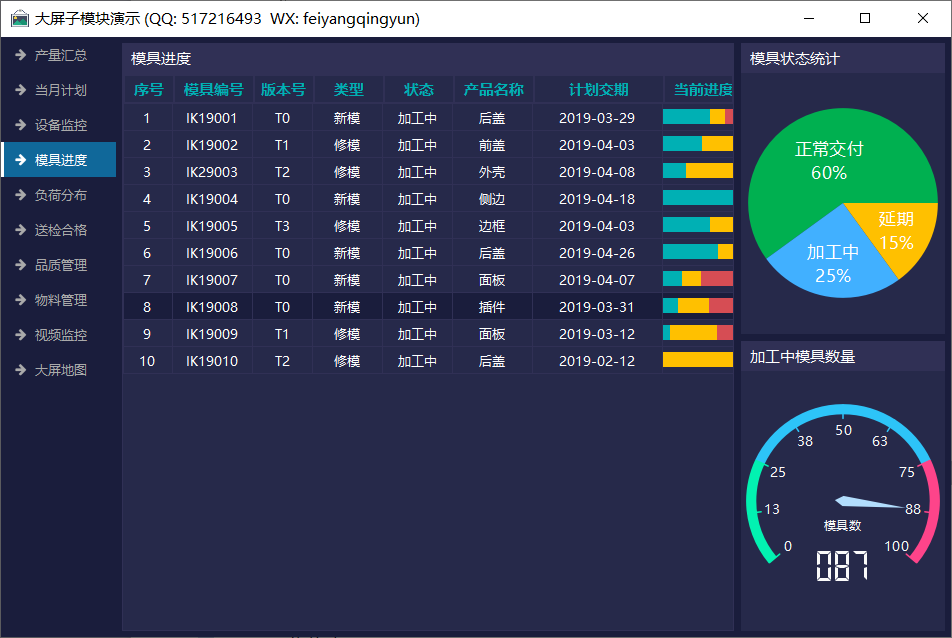 大屏子模块演示 (QQ: 517216493  WX: feiyangqingyun)
产量汇总
当月计划
设备监控
模具进度
负荷分布
送检合格
品质管理
物料管理
视频监控
大屏地图
模具进度
序号 模具编号 版本号 类型 状态 产品名称 计划交期 当前进度
1 IK19001 T0 新模 加工中 后盖 2019-03-29
2 IK19002 T1 修模 加工中 前盖 2019-04-03
3 IK29003 T2 修模 加工中 外壳 2019-04-08
4 IK19004 T0 新模 加工中 侧边 2019-04-18
5 IK19005 T3 修模 加工中 边框 2019-04-03
6 IK19006 T0 新模 加工中 后盖 2019-04-26
7 IK19007 T0 新模 加工中 面板 2019-04-07
8 IK19008 T0 新模 加工中 插件 2019-03-31
9 IK19009 T1 修模 加工中 面板 2019-03-12
10 IK19010 T2 修模 加工中 后盖 2019-02-12
模具状态统计
正常交付
60%
延期
15%
加工中
25%
加工中模具数量
0
13
25
38
50
63
75
88
100
模具数
087